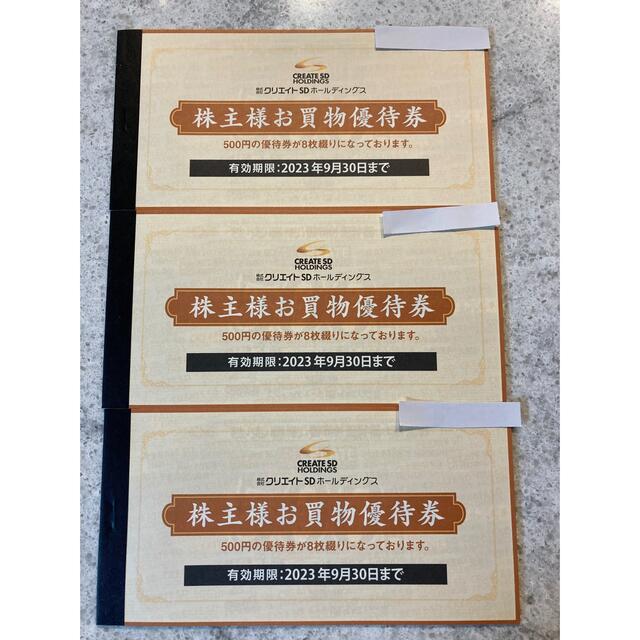 CREATE SD
HOLDINGS
株式会社クリエイトSDホールディングス
株主様お買物優待券
500円の優待券が8枚綴りになっております。
有効期限:2023年9月30日まで
CREATE SD
HOLDINGS
株式会社クリエイトSDホールディングス
株主様お買物優待券
500円の優待券が8枚綴りになっております。
有効期限:2023年9月30日まで
CREATE SD
HOLDINGS
株式会社クリエイトSDホールディングス
株主様お買物優待券
500円の優待券が8枚綴りになっております。
有効期限:2023年9月30日まで